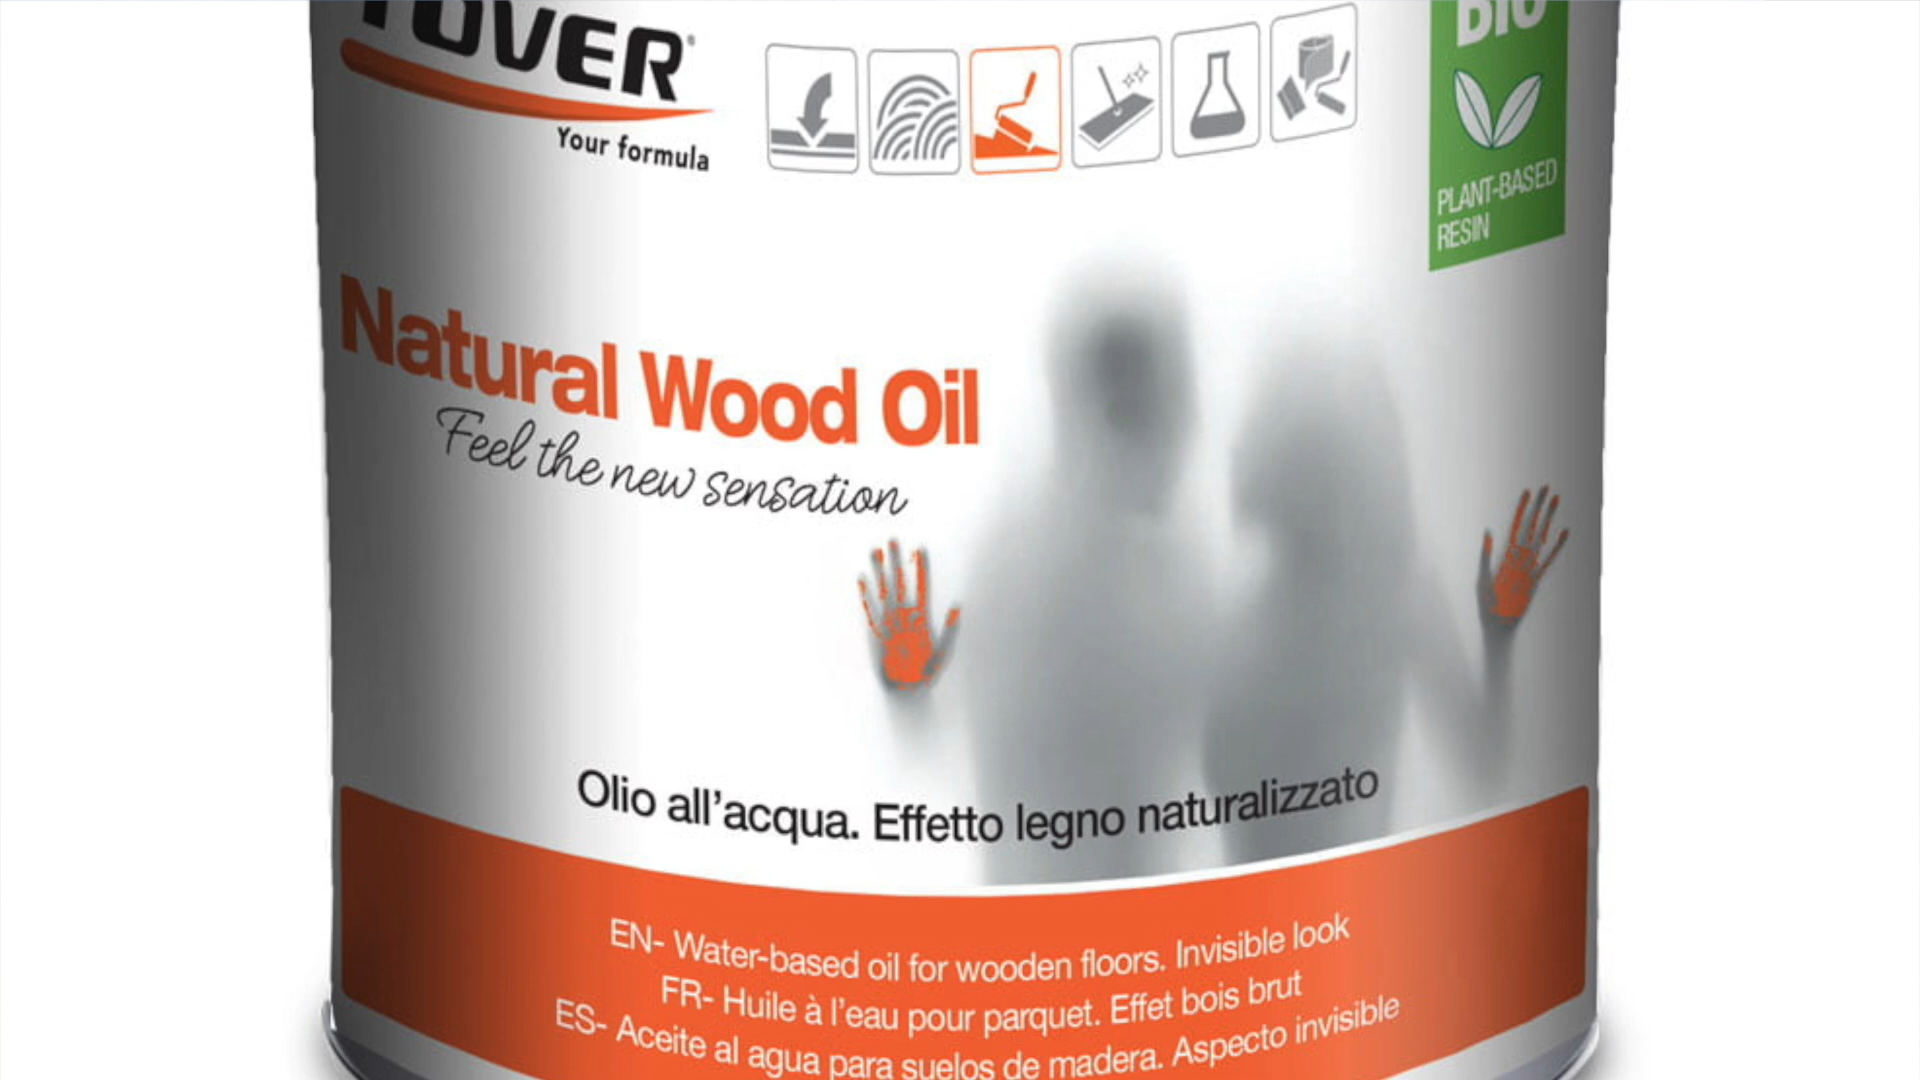 TOVER®
Your formula
BIO
PLANT-BASED
RESIN
Natural Wood Oil
Feel the new sensation
Olio all'acqua. Effetto legno naturalizzato
EN- Water-based oil for wooden floors. Invisible look
FR- Huile à l'eau pour parquet. Effet bois brut
ES- Aceite al agua para suelos de madera. Aspecto invisible